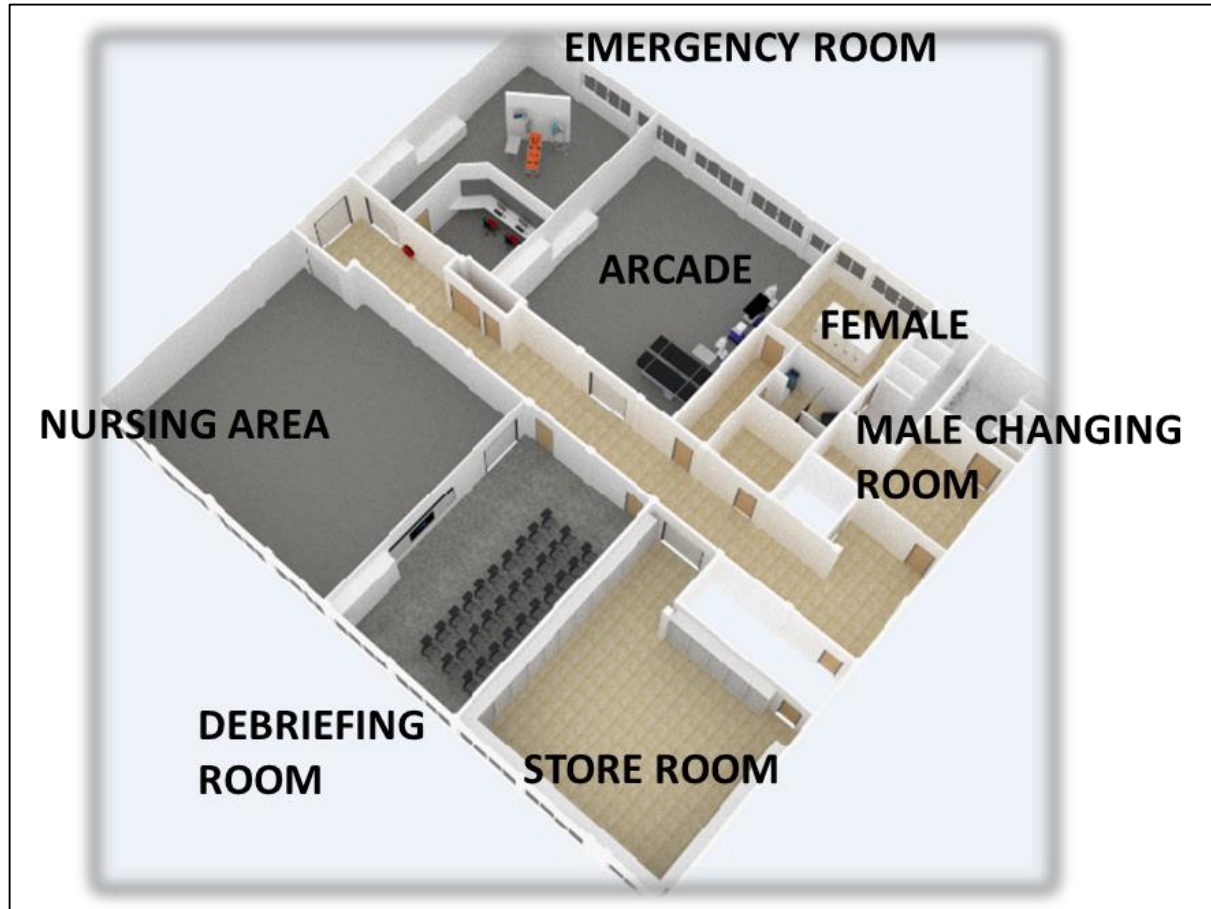 EMERGENCY ROOM
ARCADE
FEMALE
NURSING AREA
MALE CHANGING
ROOM
DEBRIEFING
ROOM
STORE ROOM